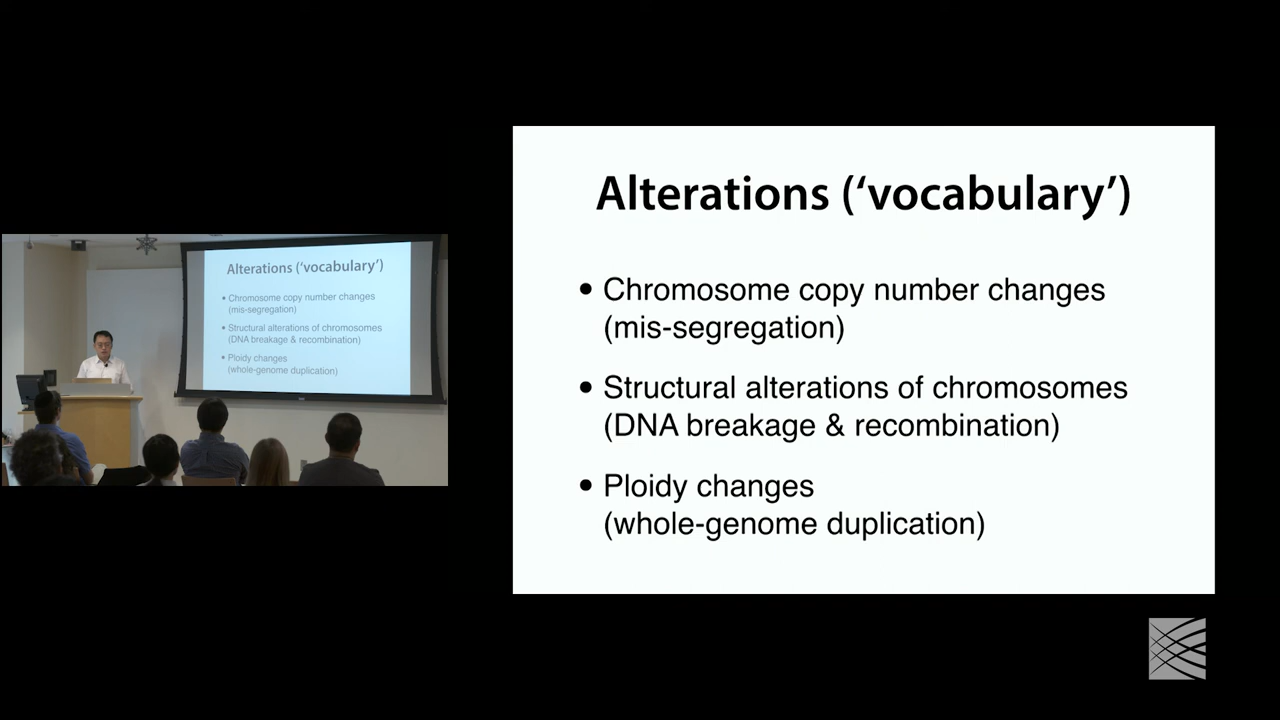 Alterations (‘vocabulary’)
• Chromosome copy number changes
(mis-segregation)
• Structural alterations of chromosomes
(DNA breakage & recombination)
• Ploidy changes
(whole-genome duplication)
Alterations (‘vocabulary’)
• Chromosome copy number changes
(mis-segregation)
• Structural alterations of chromosomes
(DNA breakage & recombination)
• Ploidy changes
(whole-genome duplication)